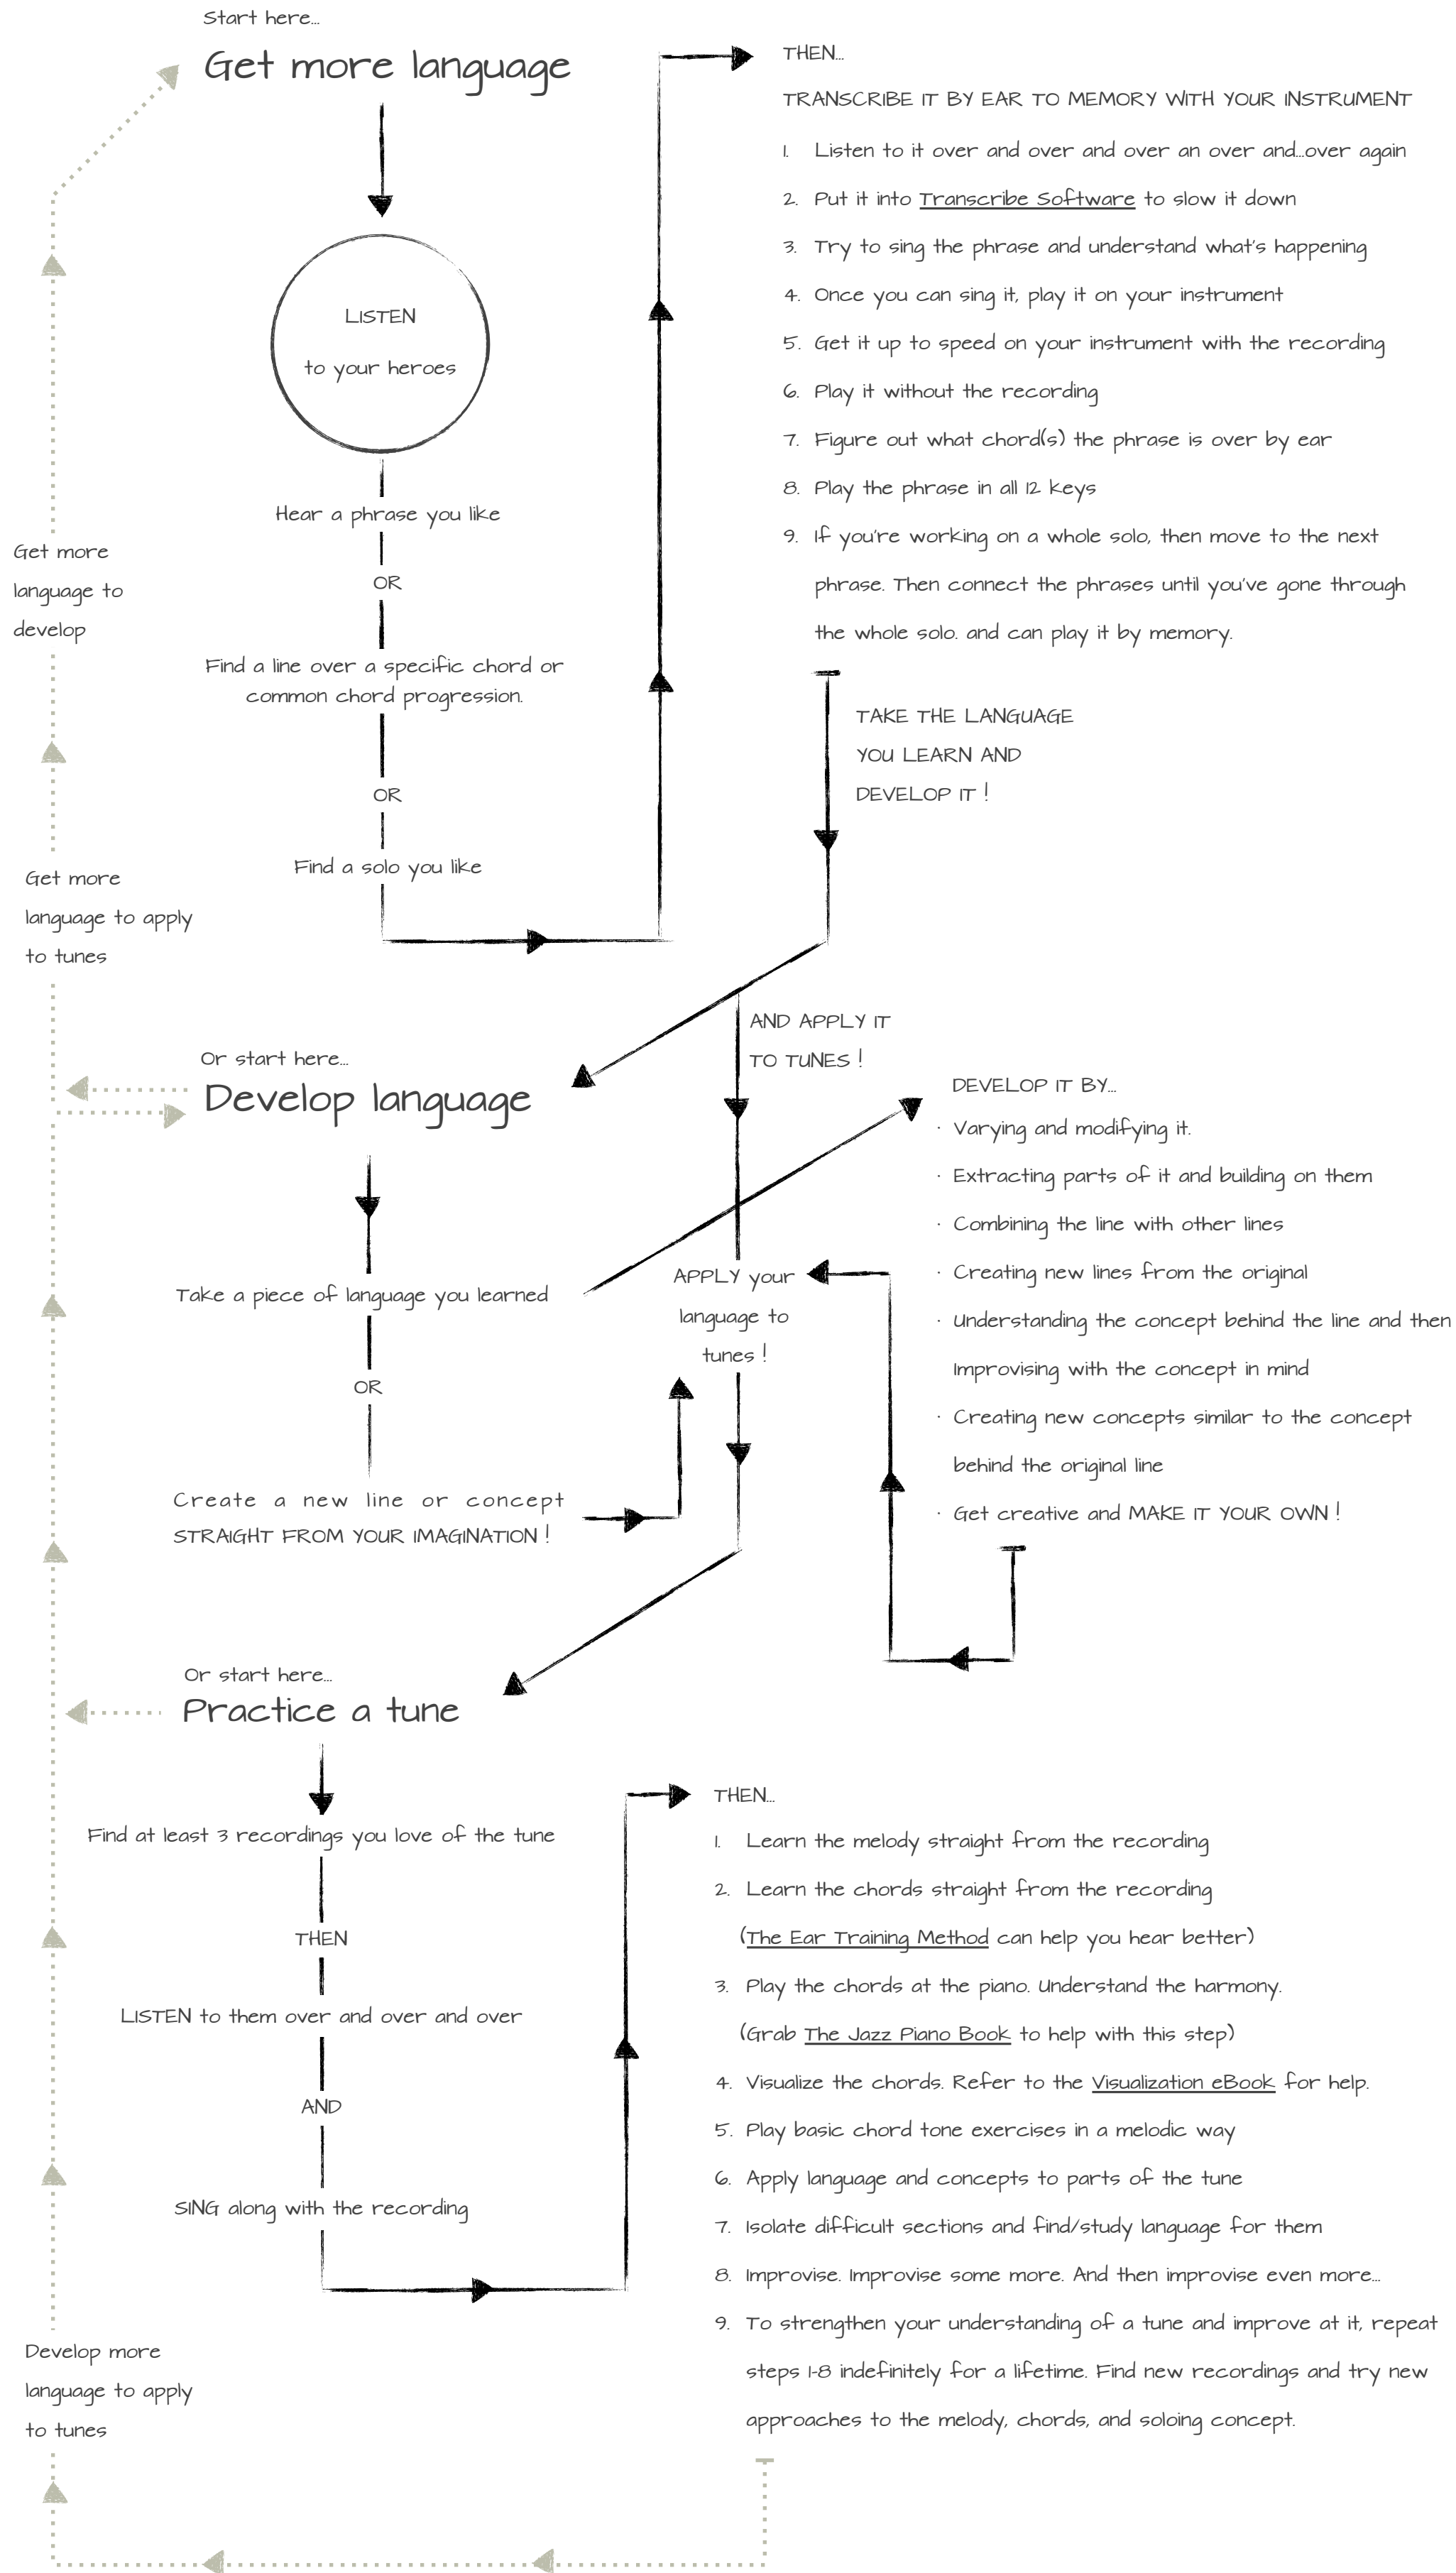 Start here...
Get more language
LISTEN
to your heroes
Hear a phrase you like
OR
Find a line over a specific chord or
common chord progression.
OR
Find a solo you like
THEN...
TRANSCRIBE IT BY EAR TO MEMORY WITH YOUR INSTRUMENT
1. Listen to it over and over and over an over and...over again
2. Put it into Transcribe Software to slow it down
3. Try to sing the phrase and understand what's happening
4. Once you can sing it, play it on your instrument
5. Get it up to speed on your instrument with the recording
6. Play it without the recording
7. Figure out what chord(s) the phrase is over by ear
8. Play the phrase in all 12 keys
9. If you're working on a whole solo, then move to the next
phrase. Then connect the phrases until you've gone through
the whole solo. and can play it by memory.
TAKE THE LANGUAGE
YOU LEARN AND
DEVELOP IT !
Get more
language to
develop
Get more
language to apply
to tunes
AND APPLY IT
TO TUNES !
Or start here...
Develop language
Take a piece of language you learned
OR
Create a new line or concept
STRAIGHT FROM YOUR IMAGINATION !
APPLY your
language to
tunes !
DEVELOP IT BY...
· Varying and modifying it.
· Extracting parts of it and building on them
· Combining the line with other lines
· Creating new lines from the original
· Understanding the concept behind the line and then
Improvising with the concept in mind
· Creating new concepts similar to the concept
behind the original line
· Get creative and MAKE IT YOUR OWN !
Or start here...
Practice a tune
Find at least 3 recordings you love of the tune
THEN
LISTEN to them over and over and over
AND
SING along with the recording
THEN...
1. Learn the melody straight from the recording
2. Learn the chords straight from the recording
(The Ear Training Method can help you hear better)
3. Play the chords at the piano. Understand the harmony.
(Grab The Jazz Piano Book to help with this step)
4. Visualize the chords. Refer to the Visualization eBook for help.
5. Play basic chord tone exercises in a melodic way
6. Apply language and concepts to parts of the tune
7. Isolate difficult sections and find/study language for them
8. Improvise. Improvise some more. And then improvise even more...
9. To strengthen your understanding of a tune and improve at it, repeat
steps 1-8 indefinitely for a lifetime. Find new recordings and try new
approaches to the melody, chords, and soloing concept.
Develop more
language to apply
to tunes